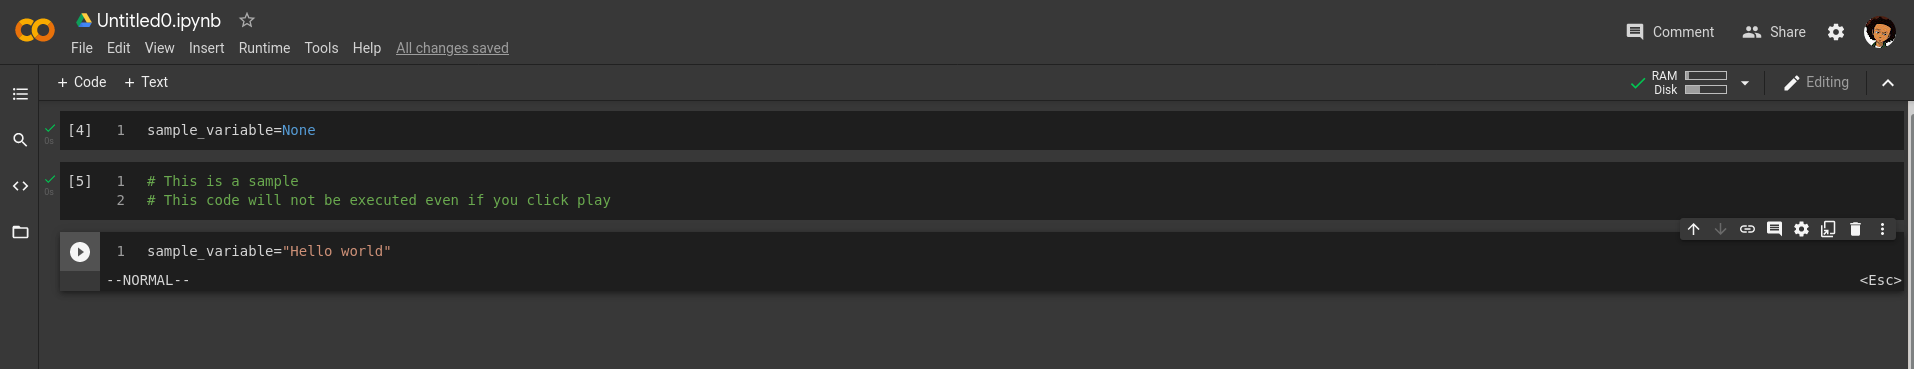 Untitled0.ipynb
File Edit View Insert Runtime Tools Help All changes saved
Comment Share
+ Code + Text
RAM
Disk
Editing
[4] 1 sample_variable=None
0s
[5] 1 # This is a sample
0s
2 # This code will not be executed even if you click play
1 sample_variable="Hello world"
--NORMAL-- <Esc>